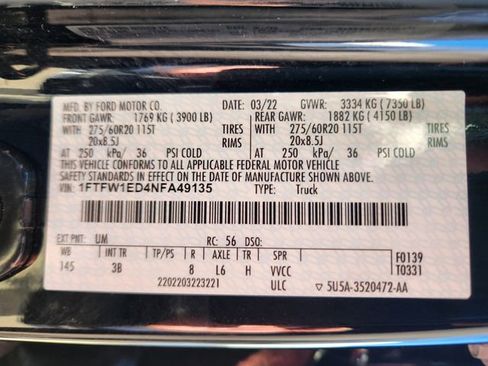 MFD. BY FORD MOTOR CO. 03/22 GVWR: 3334 KG ( 7350 LB)
FRONT GAWR: 1769 KG ( 3900 LB) REAR GAWR: 1882 KG ( 4150 LB)
WITH 275/60R20 115T TIRES WITH 275/60R20 115T TIRES
20x8.5J RIMS 20x8.5J RIMS
AT 250 kPa/ 36 PSI COLD AT 250 kPa/ 36 PSI COLD
THIS VEHICLE CONFORMS TO ALL APPLICABLE FEDERAL MOTOR VEHICLE
SAFETY STANDARDS IN EFFECT ON THE DATE OF MANUFACTURE SHOWN ABOVE.
VIN: 1FTFW1ED4NFA49135 TYPE: Truck
EXT PNT: UM RC: 56 DSO:
WB INT TR TP/PS R AXLE TR SPR F0139
145 3B 8 L6 H VVCC T0331
2202203223221 ULC ▽ 5U5A-3520472-AA